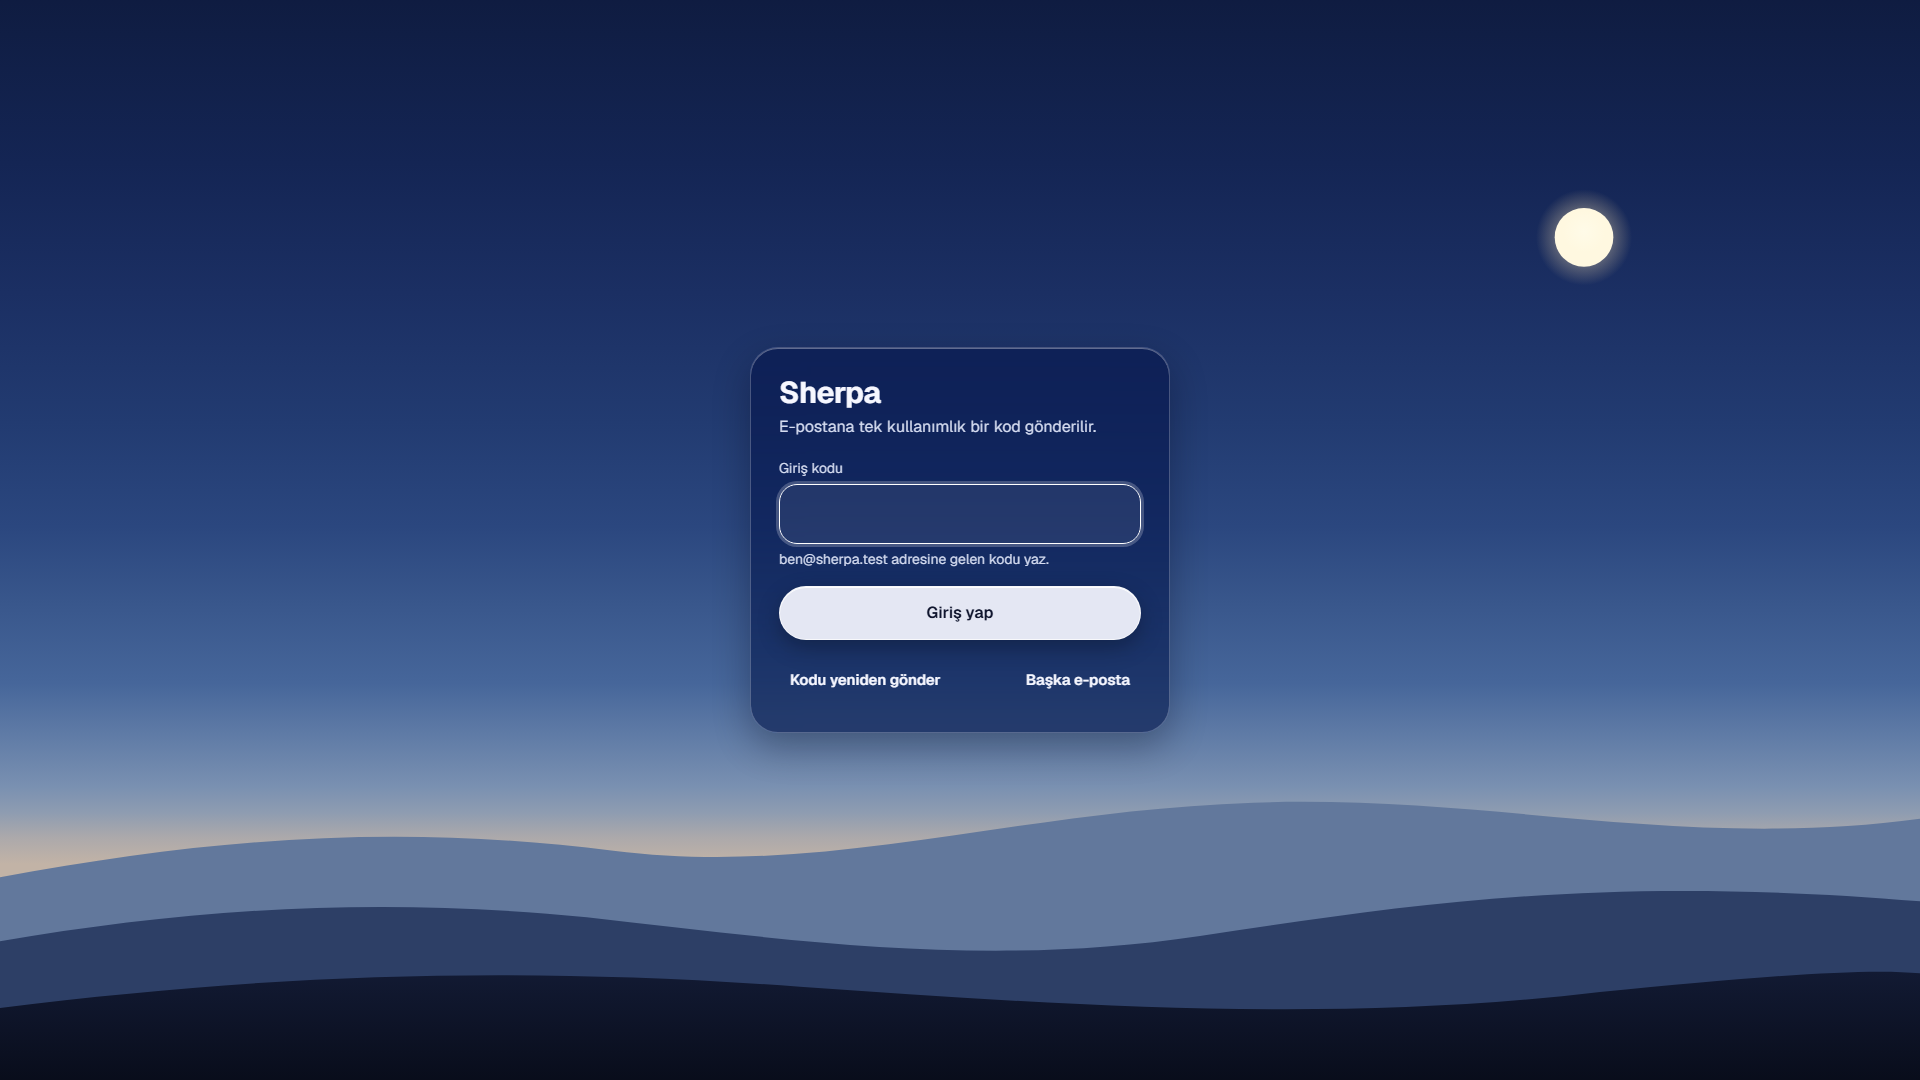 Sherpa
E-postana tek kullanımlık bir kod gönderilir.
Giriş kodu
ben@sherpa.test adresine gelen kodu yaz.
Giriş yap
Kodu yeniden gönder
Başka e-posta